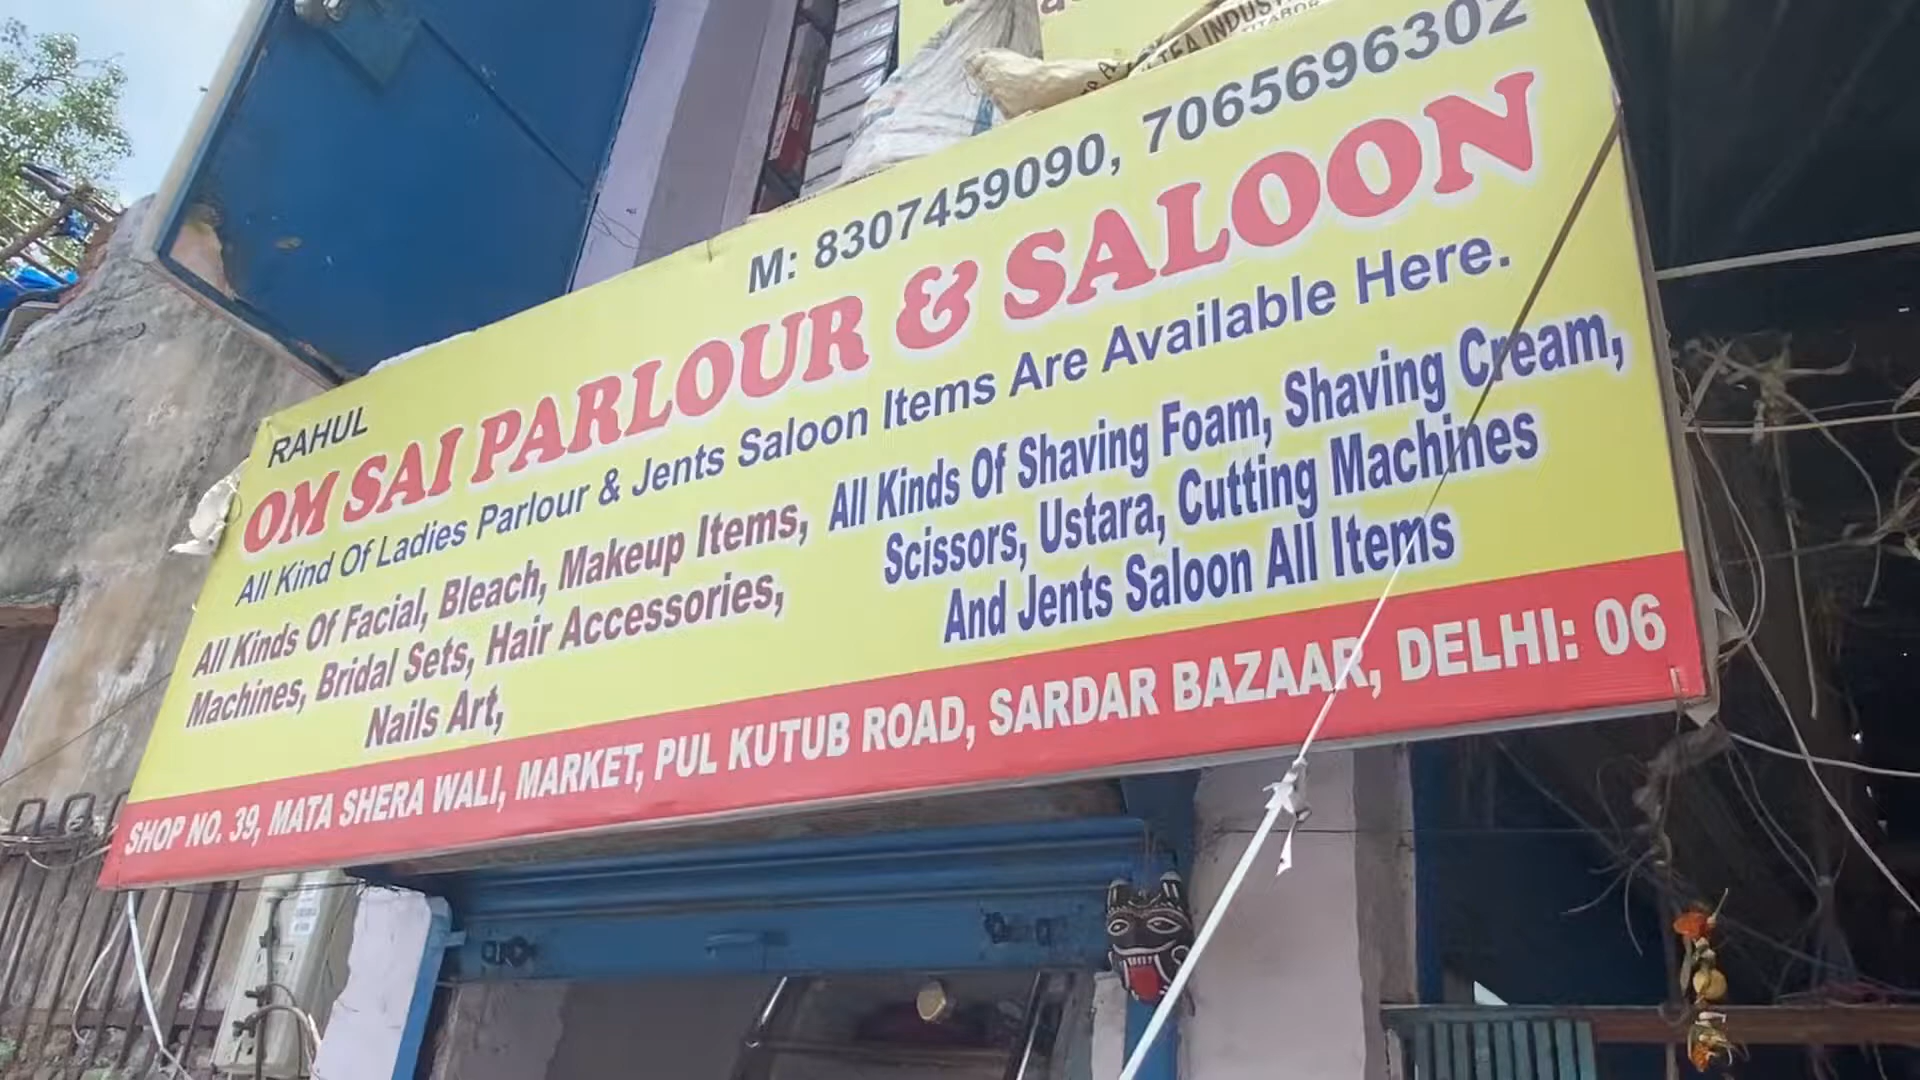 TEA INDUS
M: 8307459090, 7065696302
RAHUL
OM SAI PARLOUR & SALOON
All Kind Of Ladies Parlour & Jents Saloon Items Are Available Here.
All Kinds Of Facial, Bleach, Makeup Items,
Machines, Bridal Sets, Hair Accessories,
Nails Art,
All Kinds Of Shaving Foam, Shaving Cream,
Scissors, Ustara, Cutting Machines
And Jents Saloon All Items
SHOP NO. 39, MATA SHERA WALI, MARKET, PUL KUTUB ROAD, SARDAR BAZAAR, DELHI: 06